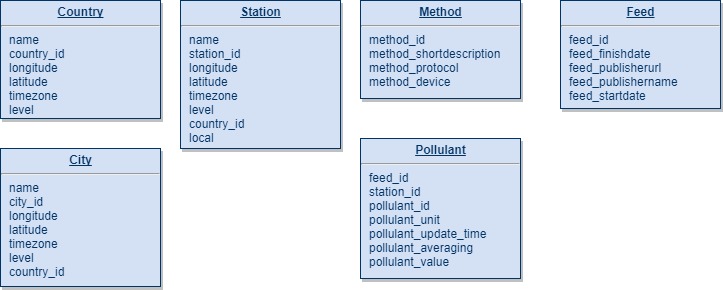 Country
name
country_id
longitude
latitude
timezone
level
Station
name
station_id
longitude
latitude
timezone
level
country_id
local
Method
method_id
method_shortdescription
method_protocol
method_device
Feed
feed_id
feed_finishdate
feed_publisherurl
feed_publishername
feed_startdate
City
name
city_id
longitude
latitude
timezone
level
country_id
Pollulant
feed_id
station_id
pollulant_id
pollulant_unit
pollulant_update_time
pollulant_averaging
pollulant_value